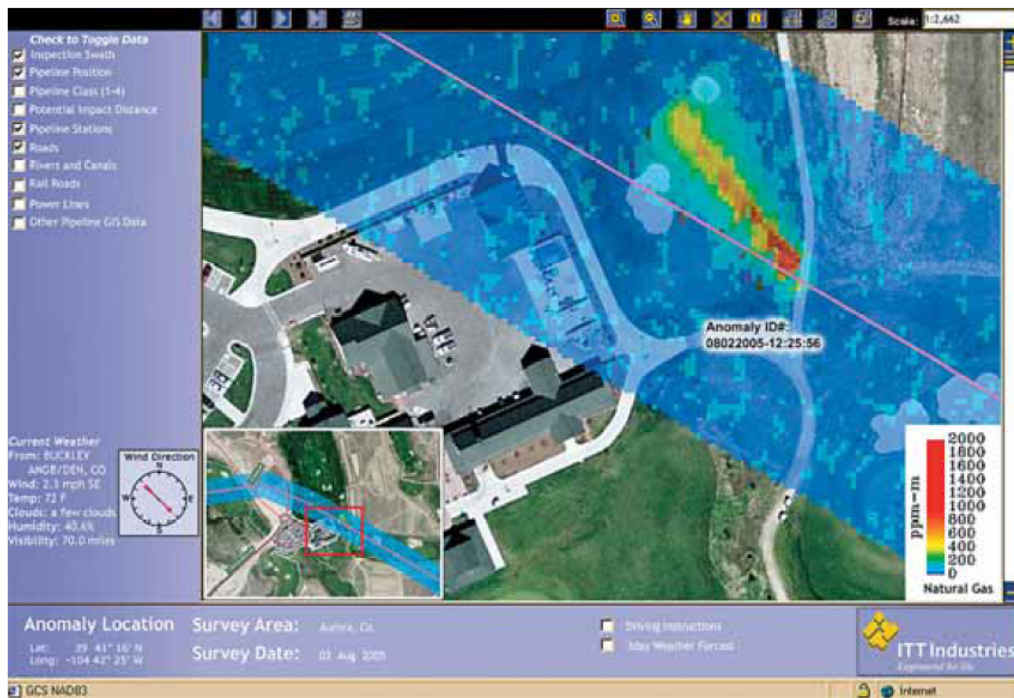 Scale: 1:2,662
Check to Toggle Data
Inspection Swath
Pipeline Position
Pipeline Class (1-4)
Potential Impact Distance
Pipeline Stations
Roads
Rivers and Canals
Rail Roads
Power Lines
Other Pipeline GIS Data
Anomaly ID#:
08022005-12:25:56
Current Weather
From: BUCKLEY
ANGB/DEN, CO
Wind: 2.3 mph SE
Temp: 72 F
Clouds: a few clouds
Humidity: 40.6%
Visibility: 70.0 miles
Wind Direction
N
W E
S
2000
1800
1600
1400
1200
1000
800
600
400
200
0
ppm-m
Natural Gas
Anomaly Location
Lat: 39 41° 16' N
Long: -104 42° 25' W
Survey Area: Aurora, Co.
Survey Date: 02 Aug 2005
Driving Instructions
3day Weather Forcast
ITT Industries
Engineered for life
GCS NAD83
Internet